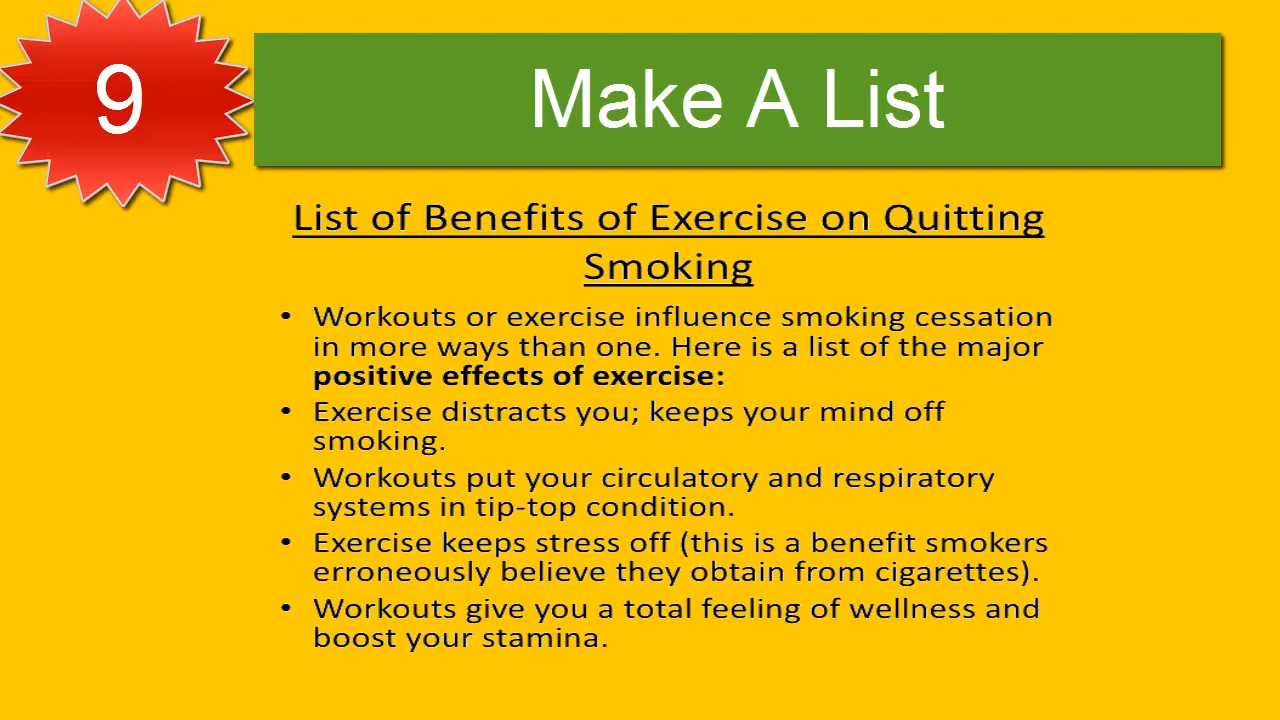 9
Make A List
List of Benefits of Exercise on Quitting
Smoking
• Workouts or exercise influence smoking cessation
in more ways than one. Here is a list of the major
positive effects of exercise:
• Exercise distracts you; keeps your mind off
smoking.
• Workouts put your circulatory and respiratory
systems in tip-top condition.
• Exercise keeps stress off (this is a benefit smokers
erroneously believe they obtain from cigarettes).
• Workouts give you a total feeling of wellness and
boost your stamina.